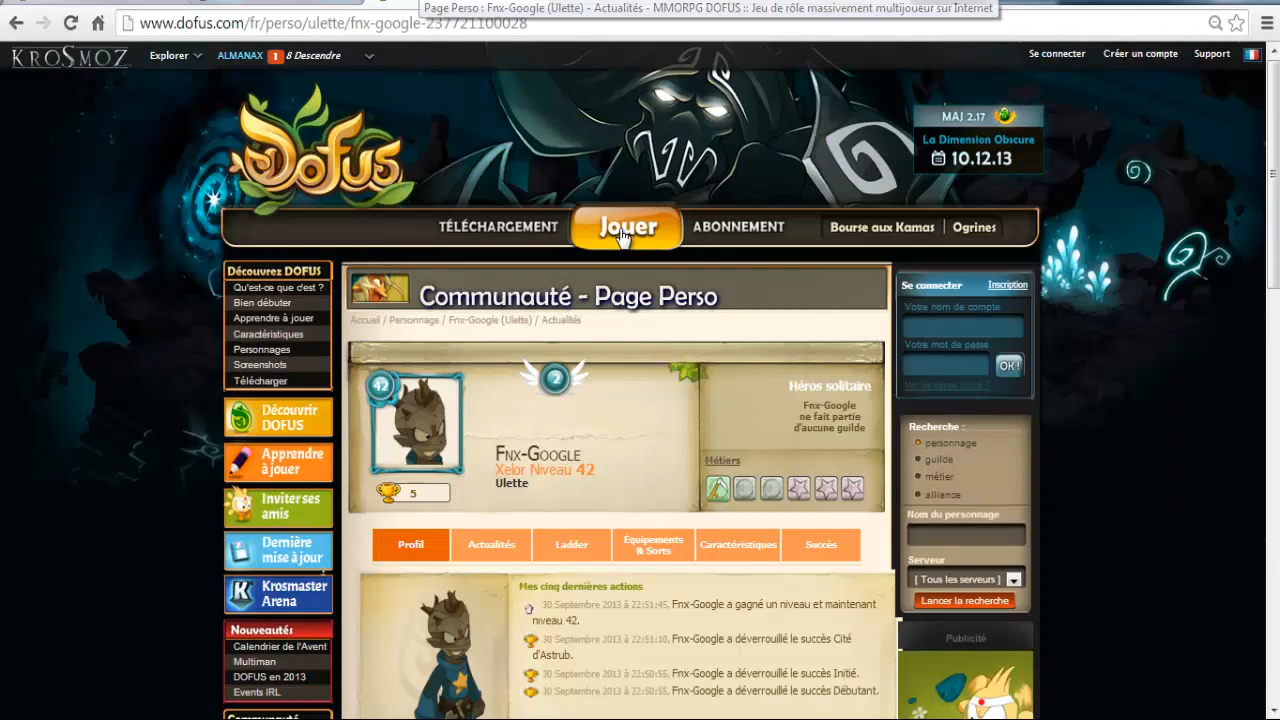 Page Perso : Fnx-Google (Ulette) – Actualités - MMORPG DOFUS :: Jeu de rôle massivement multijoueur sur Internet
www.dofus.com/fr/perso/ulette/fnx-google-237721100028
KROSMOZ
Explorer
ALMANAX 1 8 Descendre
Se connecter
Créer un compte
Support
DOFUS
MAJ 2.17
La Dimension Obscure
10.12.13
TÉLÉCHARGEMENT
Jouer
ABONNEMENT
Bourse aux Kamas
Ogrines
Découvrez DOFUS
Qu'est-ce que c'est ?
Bien débuter
Apprendre à jouer
Caractéristiques
Personnages
Screenshots
Télécharger
Découvrir
DOFUS
Apprendre
à jouer
Inviter ses
amis
Dernière
mise à jour
Krosmaster
Arena
Nouveautés
Calendrier de l'Avent
Multiman
DOFUS en 2013
Events IRL
Communauté
Communauté - Page Perso
Accueil / Personnage / Fnx-Google (Ulette) / Actualités
42
2
Fnx-Google
Xelor Niveau 42
Ulette
5
Héros solitaire
Fnx-Google
ne fait partie
d'aucune guilde
Métiers
Profil
Actualités
Ladder
Équipements
& Sorts
Caractéristiques
Succès
Mes cinq dernières actions
30 Septembre 2013 à 22:51:45, Fnx-Google a gagné un niveau et maintenant
niveau 42.
30 Septembre 2013 à 22:51:10, Fnx-Google a déverrouillé le succès Cité
d'Astrub.
30 Septembre 2013 à 22:50:55, Fnx-Google a déverrouillé le succès Initié.
30 Septembre 2013 à 22:50:55, Fnx-Google a déverrouillé le succès Débutant.
Se connecter
Inscription
Votre nom de compte
Votre mot de passe
OK !
Recherche :
personnage
guilde
métier
alliance
Nom du personnage
Serveur
[ Tous les serveurs ]
Lancer la recherche
Publicité